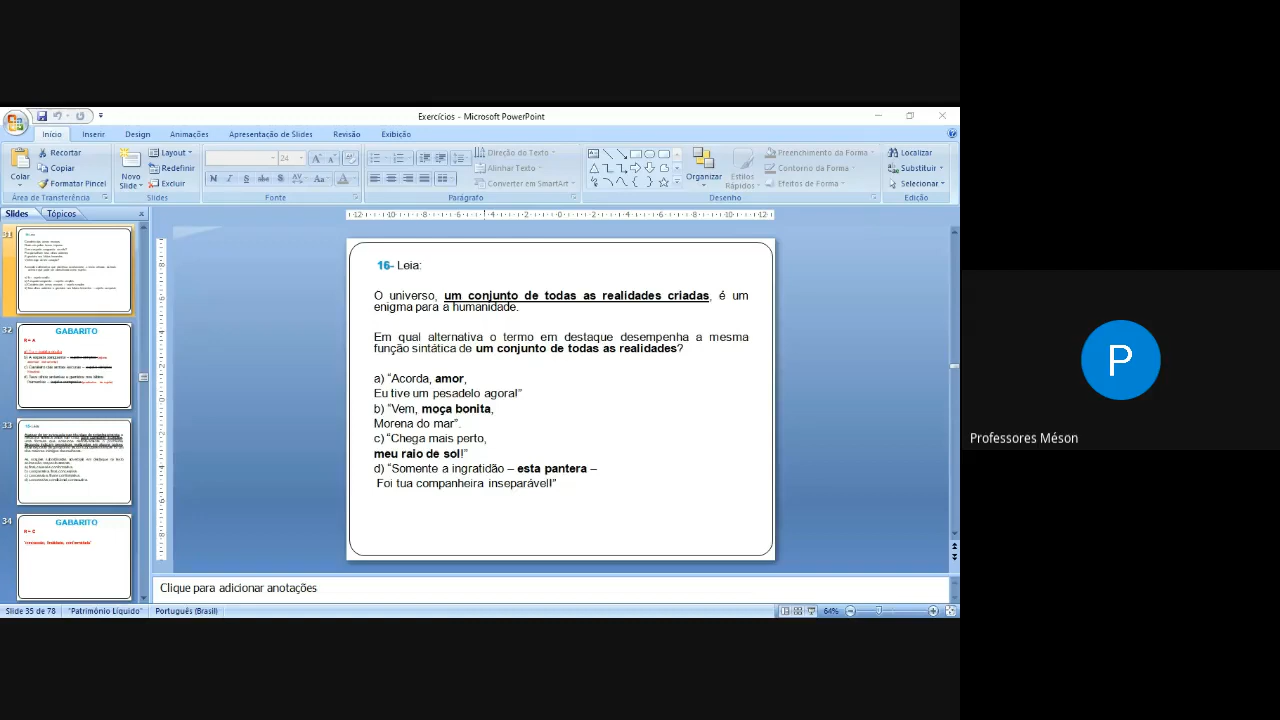 Exercícios - Microsoft PowerPoint
Início Inserir Design Animações Apresentação de Slides Revisão Exibição
Colar
Recortar
Copiar
Formatar Pincel
Área de Transferência
Novo Slide
Layout
Redefinir
Excluir
Slides
24
Fonte
Parágrafo
Direção do Texto
Alinhar Texto
Converter em SmartArt
Organizar
Estilos Rápidos
Preenchimento da Forma
Contorno da Forma
Efeitos de Forma
Desenho
Localizar
Substituir
Selecionar
Edição
Slides Tópicos
31
32
GABARITO
33
34
GABARITO
16- Leia:
O universo, um conjunto de todas as realidades criadas, é um
enigma para a humanidade.
Em qual alternativa o termo em destaque desempenha a mesma
função sintática de um conjunto de todas as realidades?
a) “Acorda, amor,
Eu tive um pesadelo agora!”
b) “Vem, moça bonita,
Morena do mar”.
c) “Chega mais perto,
meu raio de sol!”
d) “Somente a ingratidão – esta pantera –
Foi tua companheira inseparável!”
Clique para adicionar anotações
Slide 35 de 78 "Patrimônio Líquido" Português (Brasil) 64%
P
Professores Méson